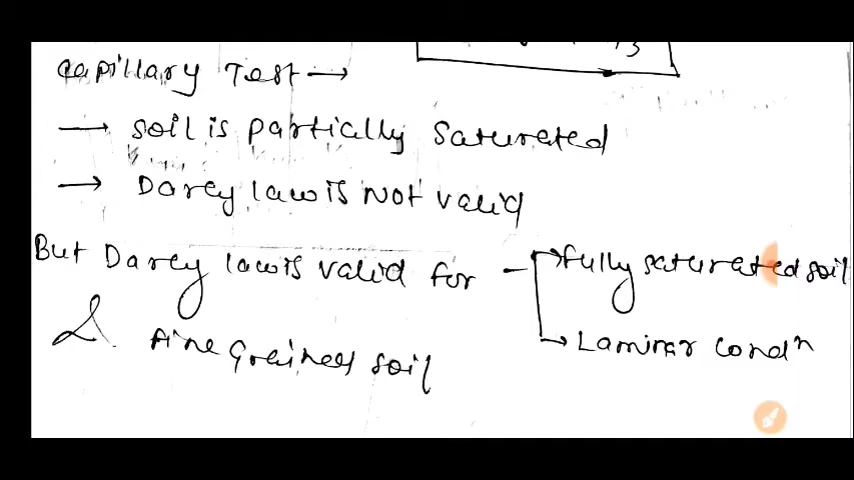 capillary Test →
→ soil is partially saturated
→ Darcy law is Not valid
But Darcy law is valid for → fully saturated soil
→ Laminar condn
&. fine grained soil